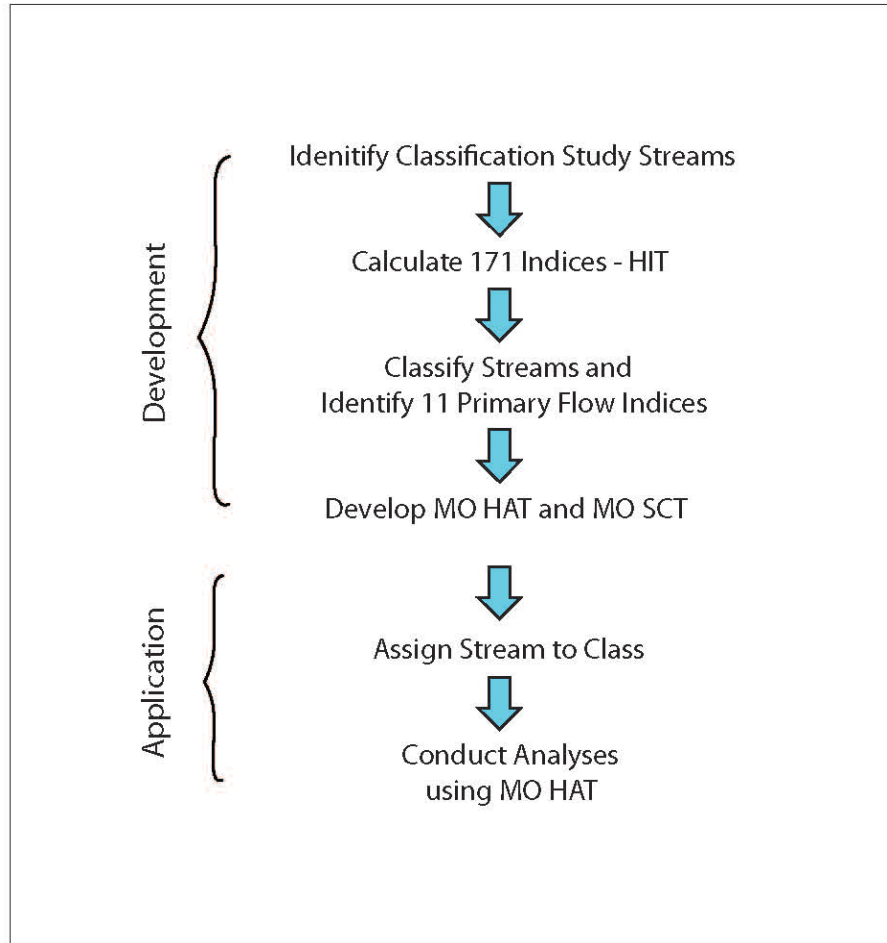 Idenitify Classification Study Streams
Calculate 171 Indices - HIT
Classify Streams and
Identify 11 Primary Flow Indices
Develop MO HAT and MO SCT
Development
Assign Stream to Class
Conduct Analyses
using MO HAT
Application